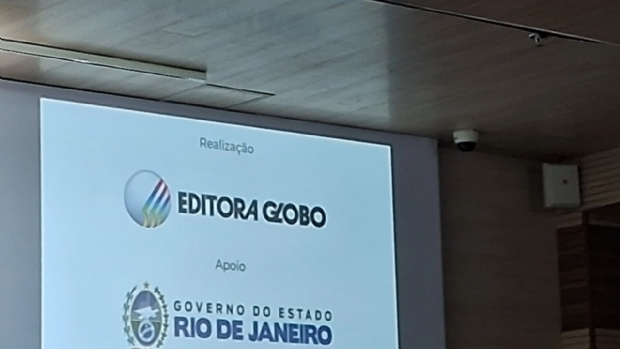 Realização
EDITORA GLOBO
Apoio
GOVERNO DO ESTADO
RIO DE JANEIRO